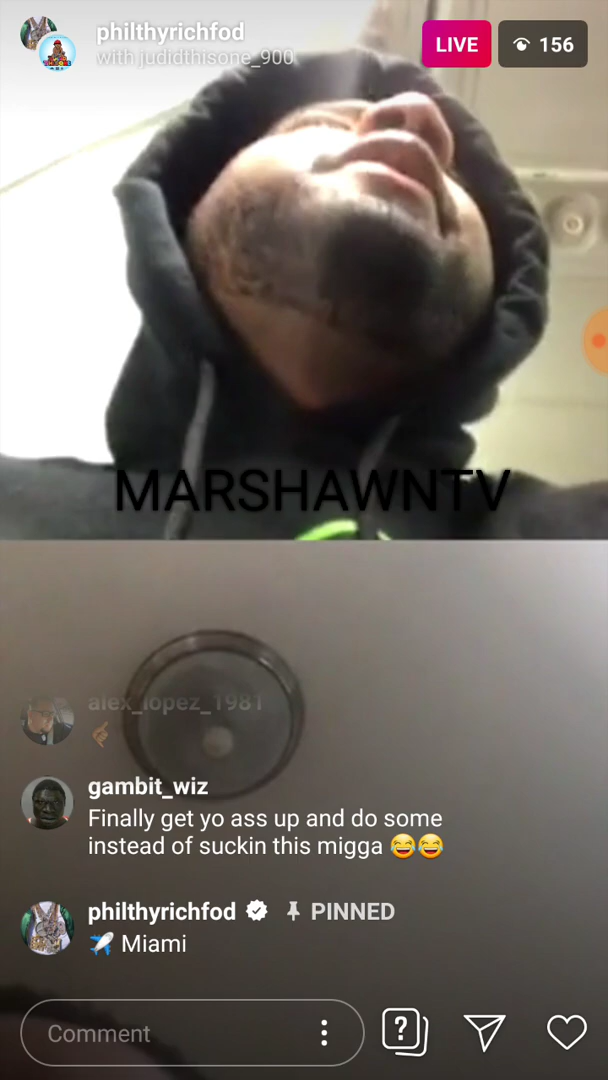 philthyrichfod
with judidthisone_900
LIVE
156
MARSHAWNTV
alex_lopez_1981
gambit_wiz
Finally get yo ass up and do some
instead of suckin this migga 😂😂
philthyrichfod PINNED
✈️ Miami
Comment